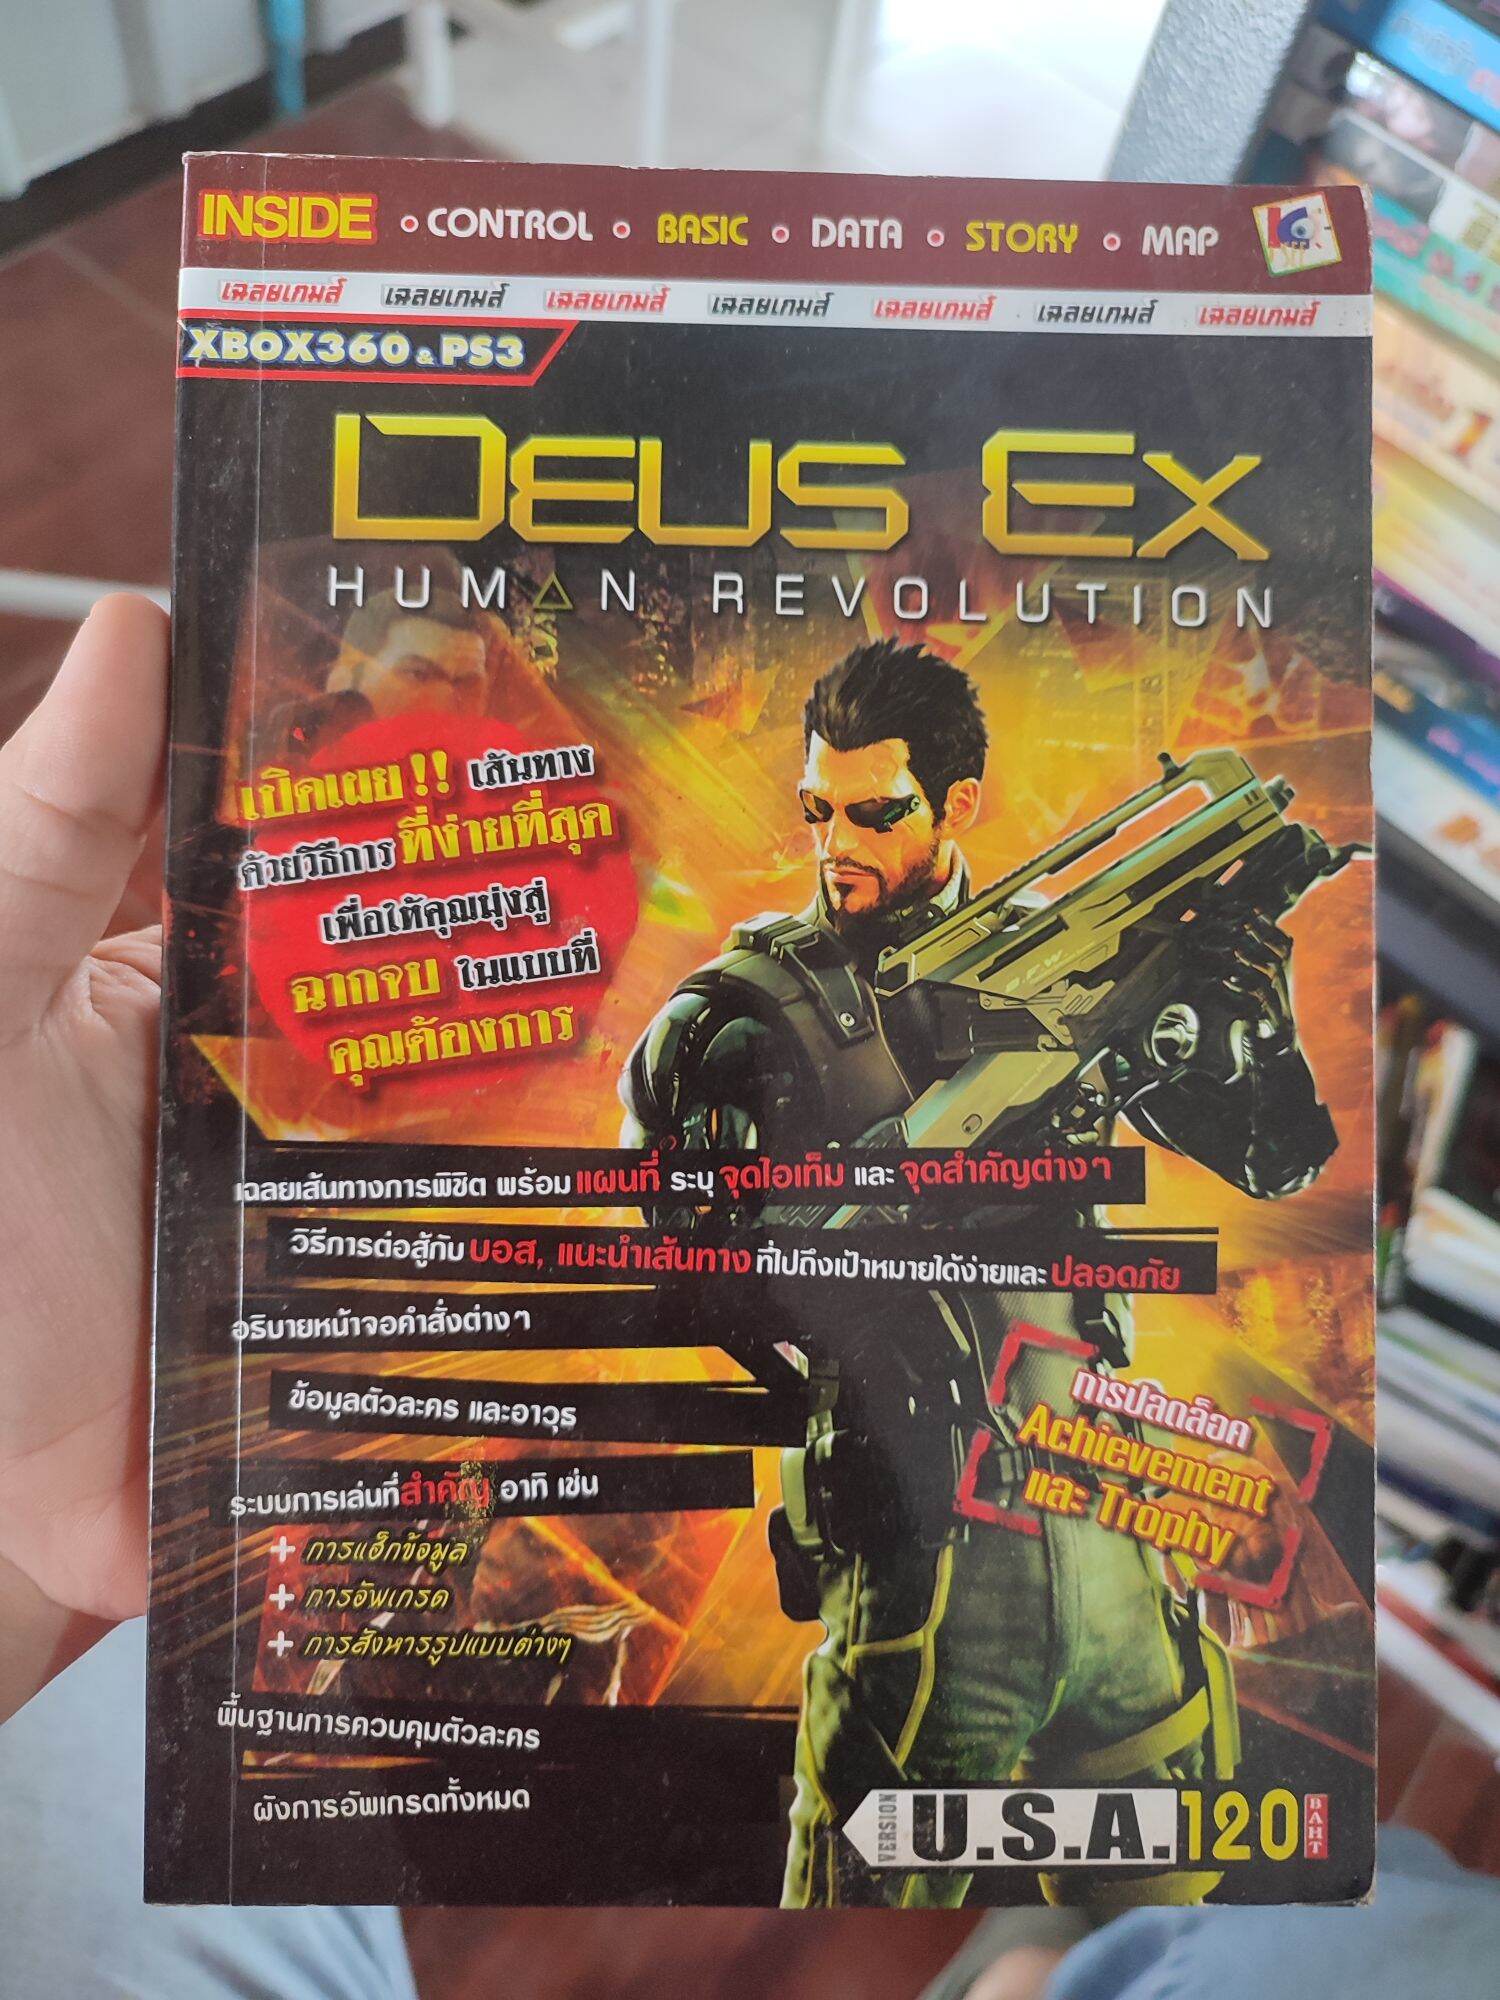 INSIDE • CONTROL • BASIC • DATA • STORY • MAP
เฉลยเกมส์ เฉลยเกมส์ เฉลยเกมส์ เฉลยเกมส์ เฉลยเกมส์ เฉลยเกมส์ เฉลยเกมส์
XBOX360 & PS3
DEUS EX
HUMAN REVOLUTION
เปิดเผย!! เส้นทาง
ด้วยวิธีการ ที่ง่ายที่สุด
เพื่อให้คุณมุ่งสู่
ฉากจบ ในแบบที่
คุณต้องการ
เฉลยเส้นทางการพิชิต พร้อม แผนที่ ระบุ จุดไอเท็ม และ จุดสำคัญต่างๆ
วิธีการต่อสู้กับ บอส, แนะนำเส้นทาง ที่ไปถึงเป้าหมายได้ง่ายและ ปลอดภัย
อธิบายหน้าจอคำสั่งต่างๆ
ข้อมูลตัวละคร และอาวุธ
การปลดล็อค
Achievement
และ Trophy
ระบบการเล่นที่สำคัญ อาทิ เช่น
+ การแฮ็กข้อมูล
+ การอัพเกรด
+ การสังหารรูปแบบต่างๆ
พื้นฐานการควบคุมตัวละคร
ผังการอัพเกรดทั้งหมด
VERSION U.S.A. 120 BAHT